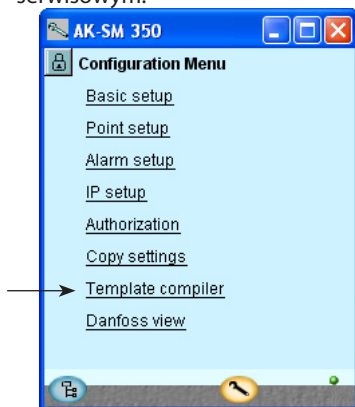 serwisowym.
AK-SM 350
Configuration Menu
Basic setup
Point setup
Alarm setup
IP setup
Authorization
Copy settings
Template compiler
Danfoss view